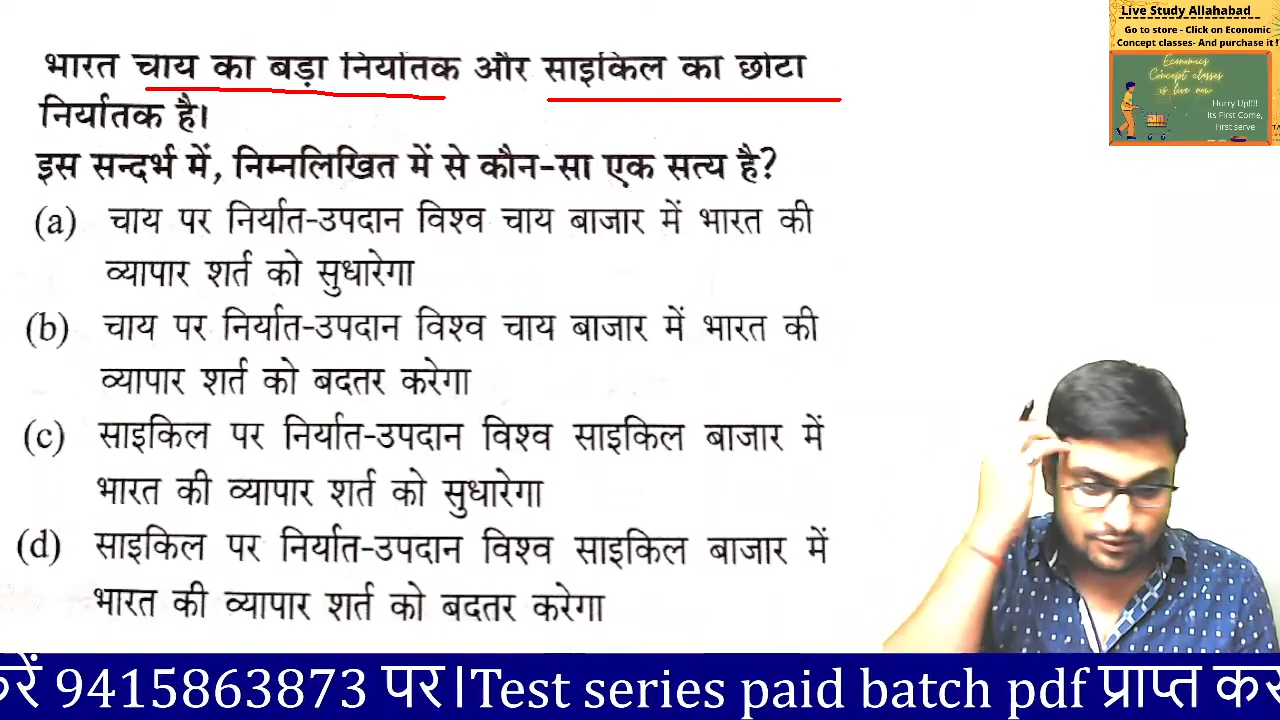 भारत चाय का बड़ा निर्यातक और साइकिल का छोटा
निर्यातक है।
इस सन्दर्भ में, निम्नलिखित में से कौन-सा एक सत्य है?
(a) चाय पर निर्यात-उपदान विश्व चाय बाजार में भारत की
व्यापार शर्त को सुधारेगा
(b) चाय पर निर्यात-उपदान विश्व चाय बाजार में भारत की
व्यापार शर्त को बदतर करेगा
(c) साइकिल पर निर्यात-उपदान विश्व साइकिल बाजार में
भारत की व्यापार शर्त को सुधारेगा
(d) साइकिल पर निर्यात-उपदान विश्व साइकिल बाजार में
भारत की व्यापार शर्त को बदतर करेगा
Live Study Allahabad
Go to store - Click on Economic
Concept classes- And purchase it !
Economics
Concept classes
is live now
Hurry Up!!!!
Its First Come,
First serve
करें 9415863873 पर।Test series paid batch pdf प्राप्त कर